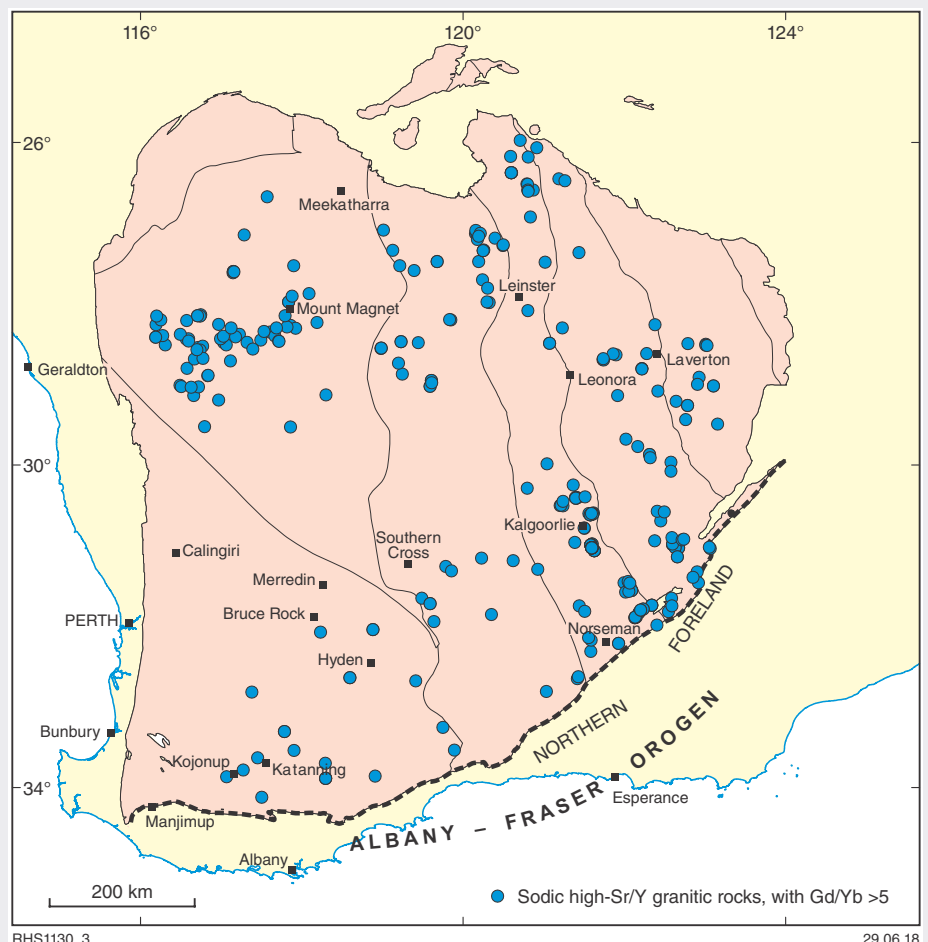 116°
120°
124°
26°
Meekatharra
Leinster
Mount Magnet
Laverton
Geraldton
Leonora
30°
Kalgoorlie
Southern
Cross
Calingiri
Merredin
Bruce Rock
PERTH
Norseman
Hyden
FORELAND
NORTHERN
Bunbury
Kojonup
Katanning
34°
Manjimup
Esperance
ALBANY – FRASER OROGEN
Albany
200 km
Sodic high-Sr/Y granitic rocks, with Gd/Yb >5
RHS1130_3
29.06.18